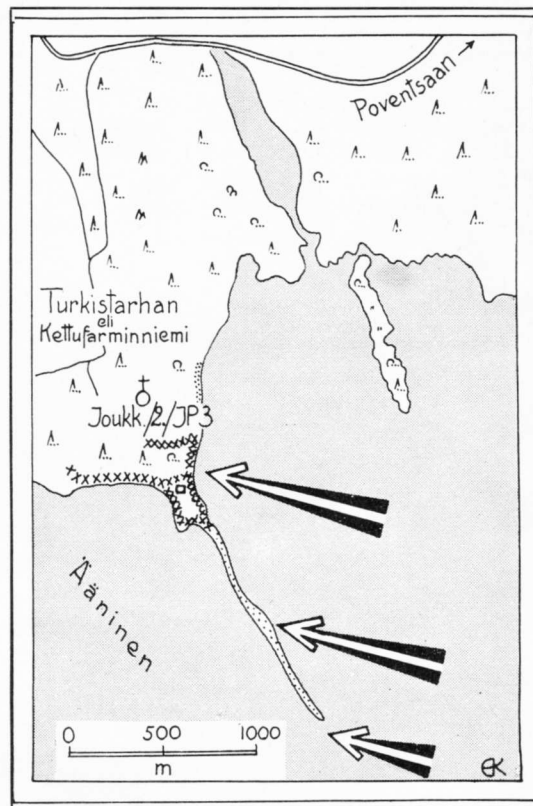 Poventsaan
Turkistarhan
eli
Kettufarminniemi
Joukk./2./JP3
Ääninen
0 500 1000
m
EK